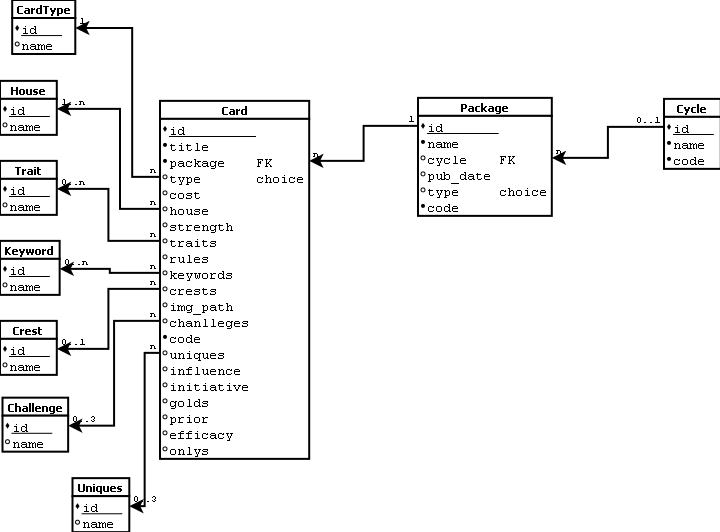 CardType
id
name
1
House
id
name
1..n
Trait
id
name
0..n
Keyword
id
name
0..n
Crest
id
name
0..1
Challenge
id
name
0..3
Uniques
id
name
0..3
Card
id
title
package FK
type choice
cost
house
strength
traits
rules
keywords
crests
img_path
chanlleges
code
uniques
influence
initiative
golds
prior
efficacy
onlys
n
n
n
n
n
n
n
n
1
Package
id
name
cycle FK
pub_date
type choice
code
n
0..1
Cycle
id
name
code